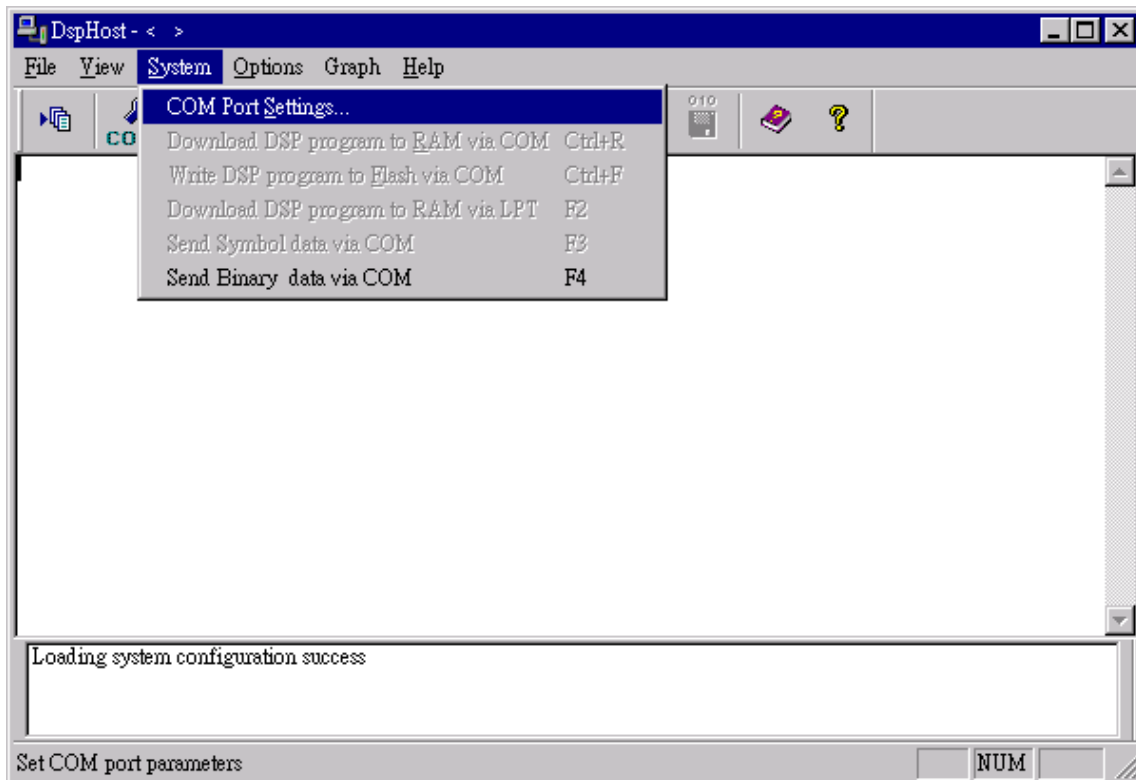 DspHost - < >
File View System Options Graph Help
COM Port Settings...
Download DSP program to RAM via COM Ctrl+R
Write DSP program to Flash via COM Ctrl+F
Download DSP program to RAM via LPT F2
Send Symbol data via COM F3
Send Binary data via COM F4
CO
010
?
Loading system configuration success
Set COM port parameters NUM